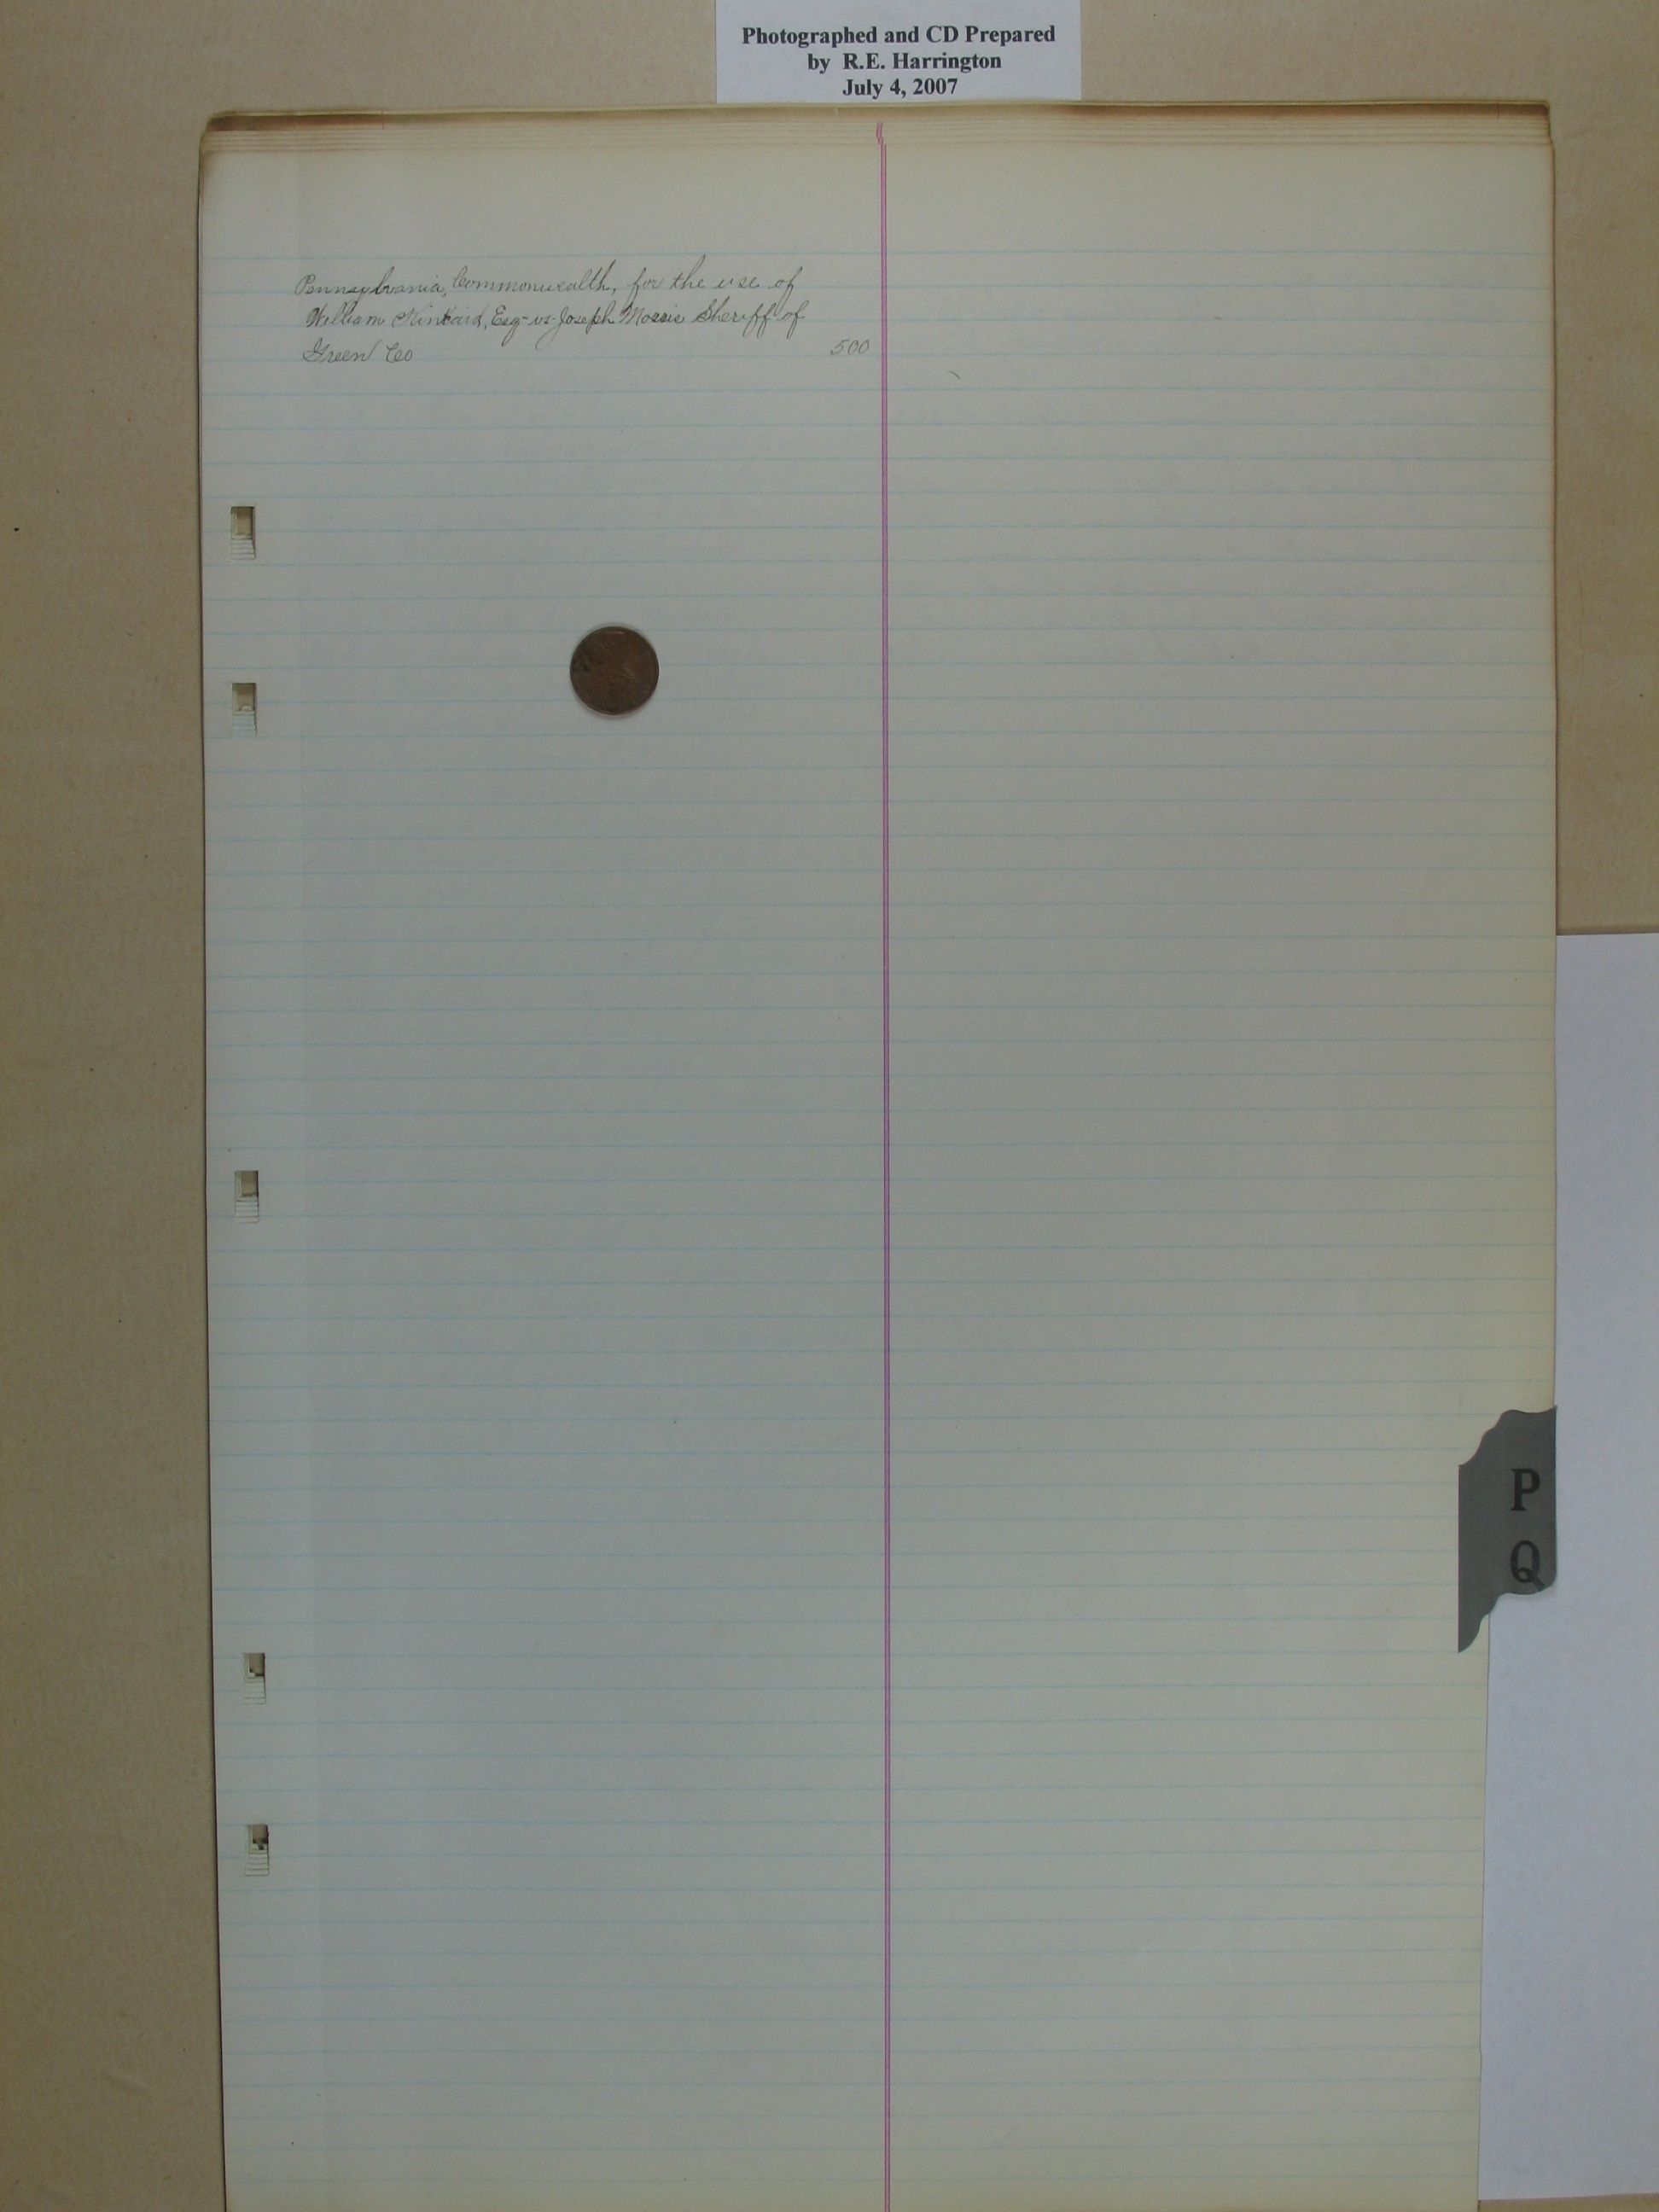 Photographed and CD Prepared
by R.E. Harrington
July 4, 2007
Pennsylvania, Commonwealth, for the use of
William Kinkaid, Esq-vs-Joseph Morris Sheriff of
Green Co 500
P
Q